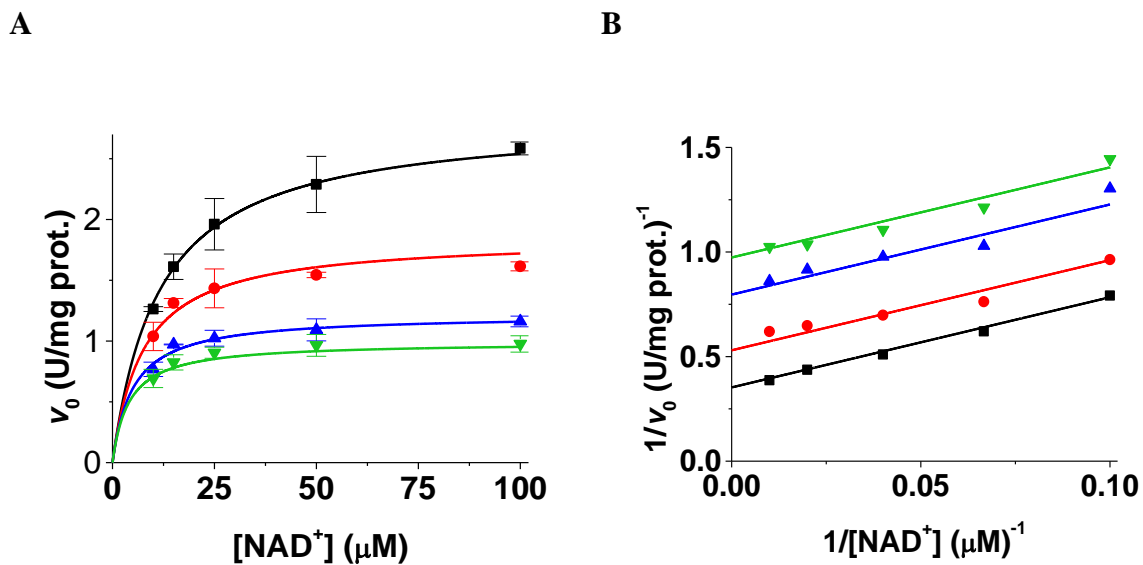 A
B
v₀ (U/mg prot.)
2
1
0
0 25 50 75 100
[NAD⁺] (μM)
1/v₀ (U/mg prot.)⁻¹
1.5
1.0
0.5
0.0
0.00 0.05 0.10
1/[NAD⁺] (μM)⁻¹